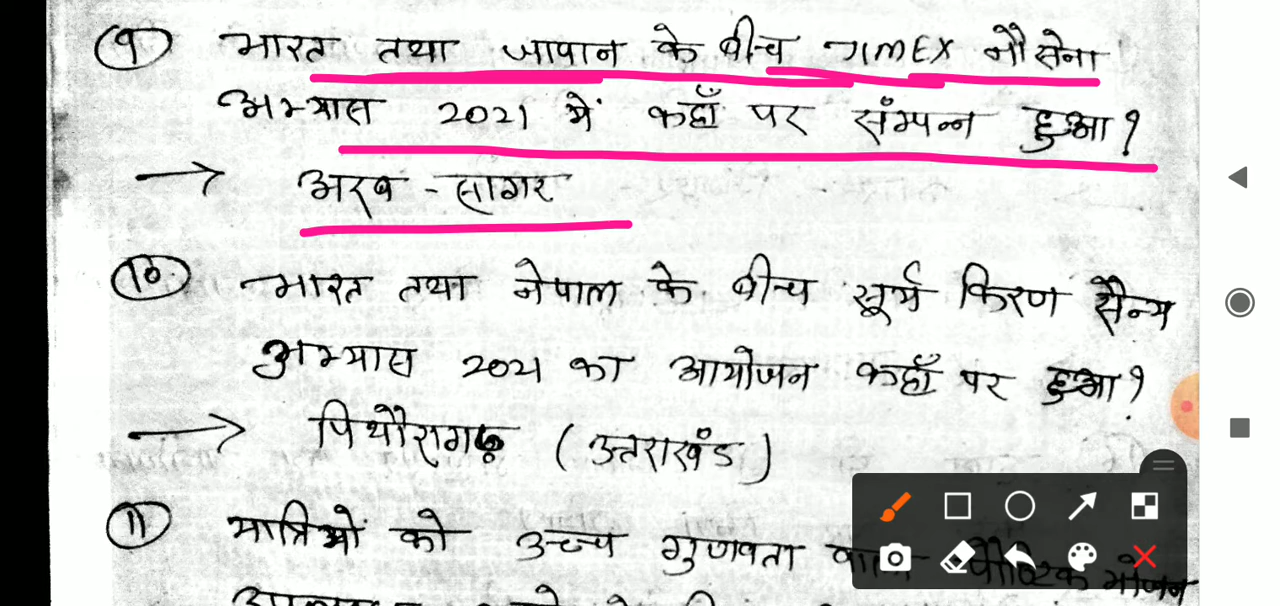 ९ भारत तथा जापान के बीच JIMEX नौसेना
अभ्यास 2021 में कहाँ पर संम्पन्न हुआ?
→ अरब - सागर
10 भारत तथा नेपाल के बीच सूर्य किरण सैन्य
अभ्यास 2021 का आयोजन कहाँ पर हुआ?
→ पिथौरागढ़ (उत्तराखंड)
11 यात्रियों को उच्च गुणवता वाला पौष्टिक भोजन